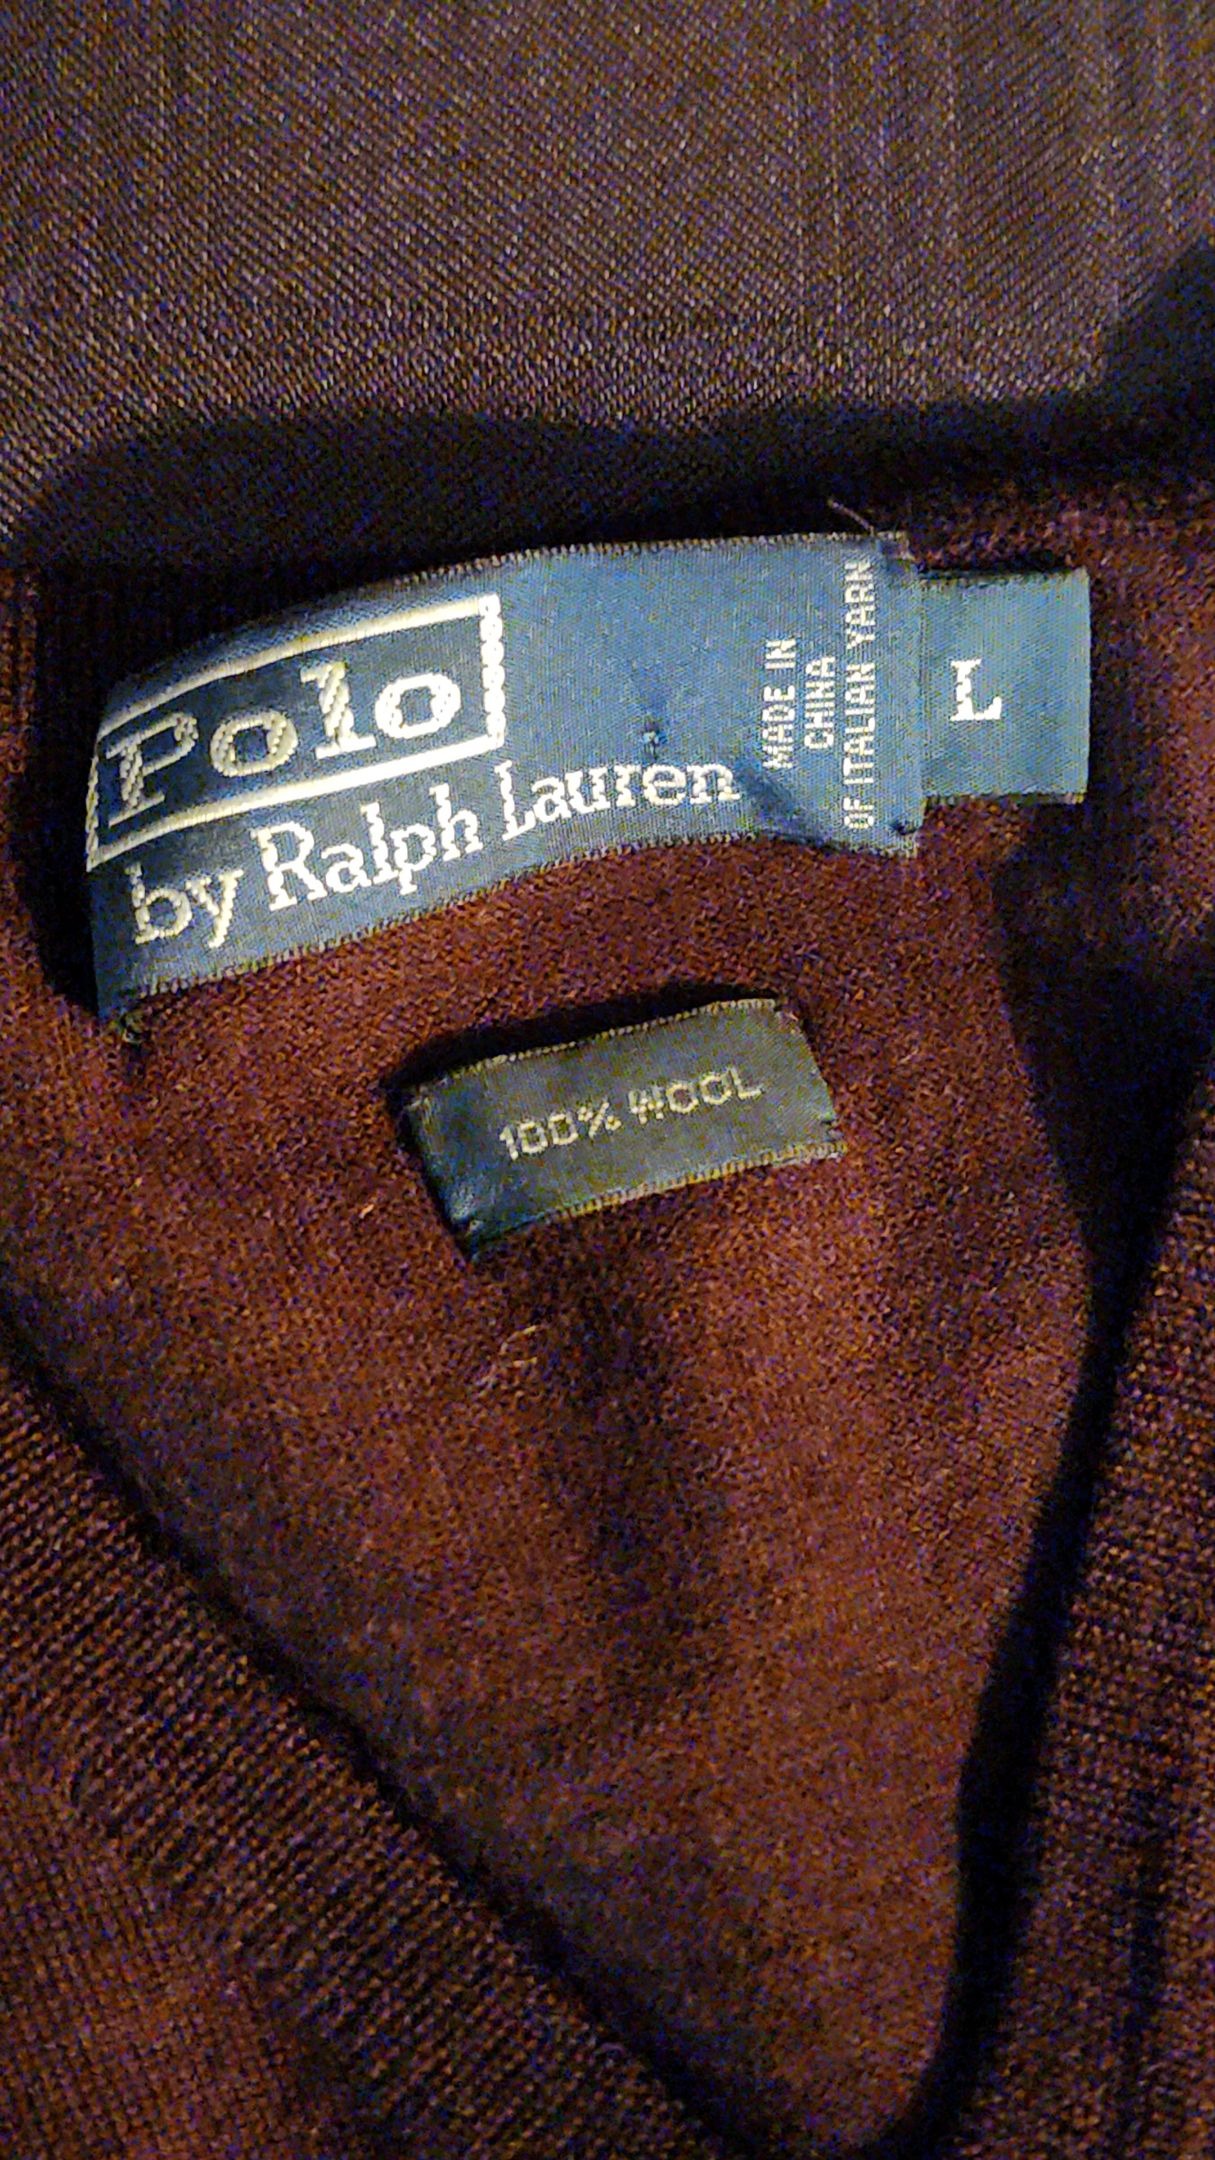 Polo
by Ralph Lauren
MADE IN
CHINA
OF ITALIAN YARN
L
100% WOOL